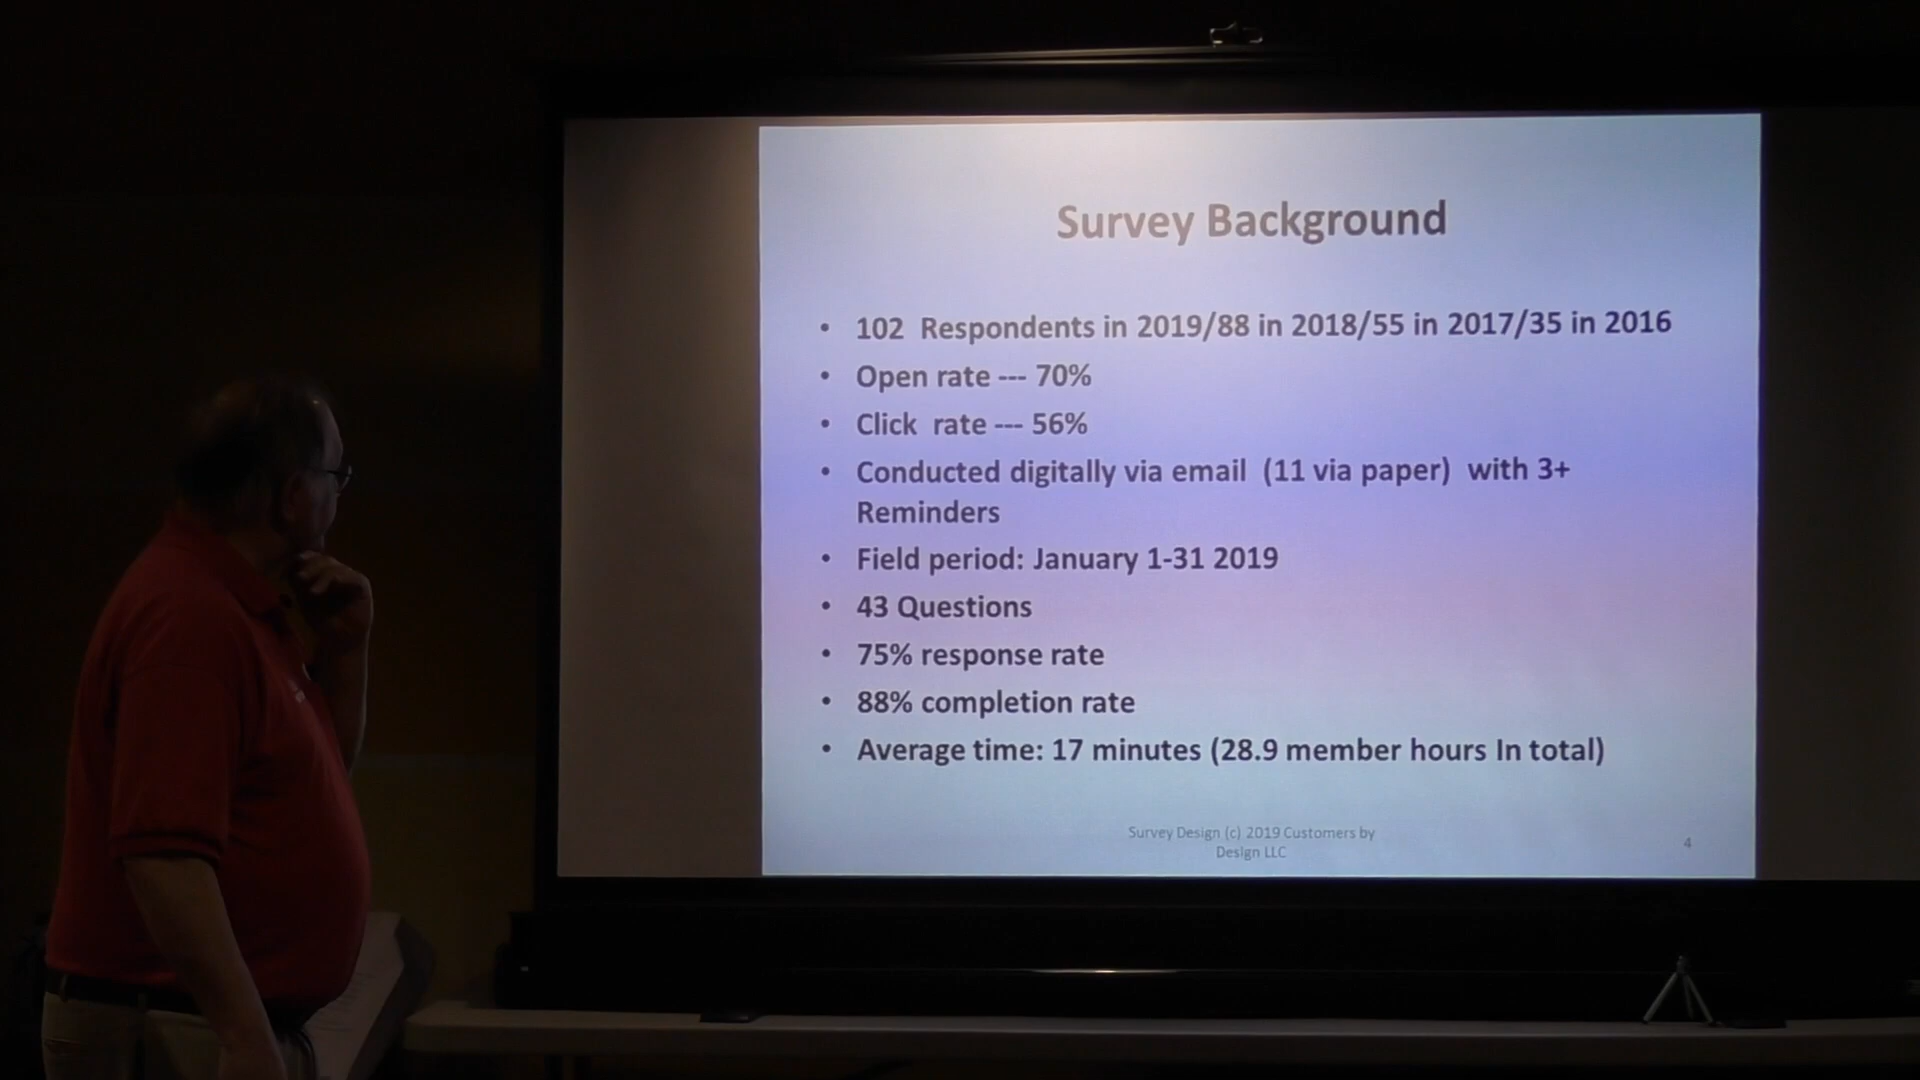 Survey Background
• 102 Respondents in 2019/88 in 2018/55 in 2017/35 in 2016
• Open rate --- 70%
• Click rate --- 56%
• Conducted digitally via email (11 via paper) with 3+
Reminders
• Field period: January 1-31 2019
• 43 Questions
• 75% response rate
• 88% completion rate
• Average time: 17 minutes (28.9 member hours In total)
Survey Design (c) 2019 Customers by
Design LLC
4